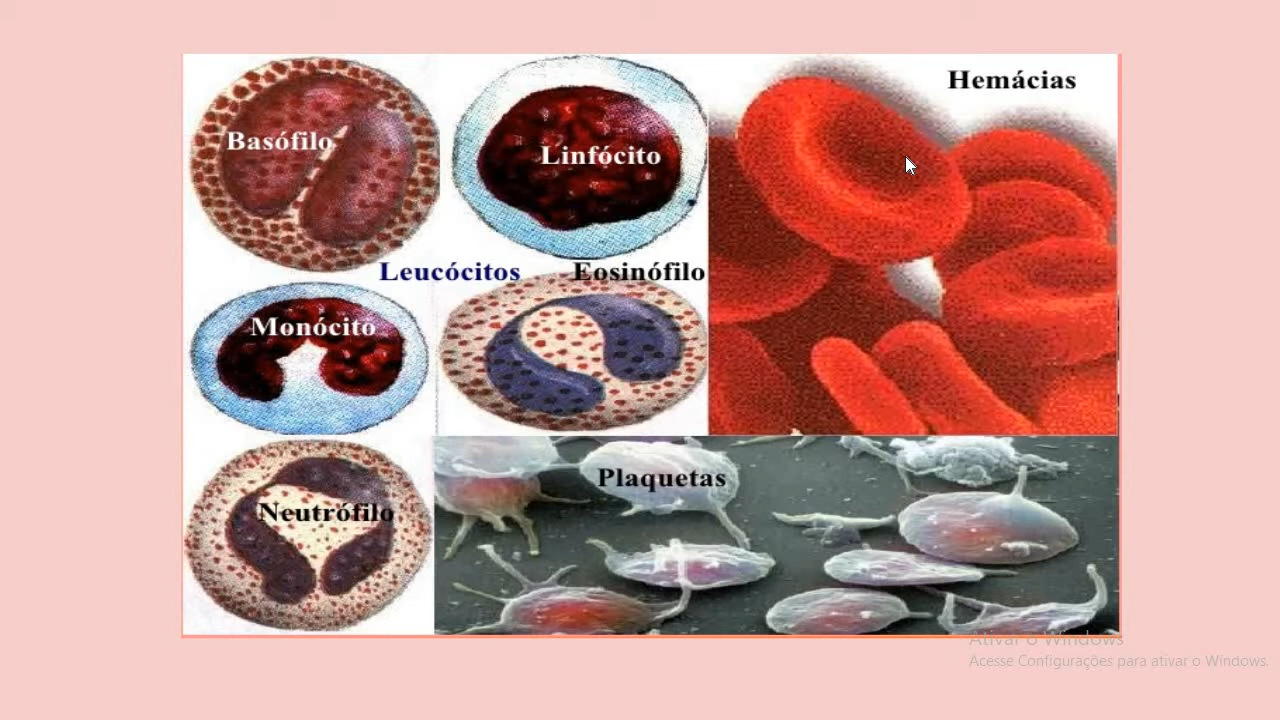 Hemácias
Basófilo
Linfócito
Leucócitos
Eosinófilo
Monócito
Neutrófilo
Plaquetas
Ativar o Windows
Acesse Configurações para ativar o Windows.